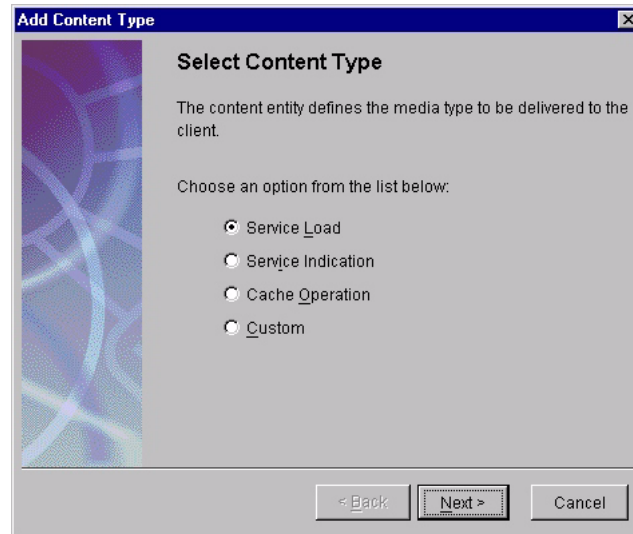 Add Content Type
Select Content Type
The content entity defines the media type to be delivered to the
client.
Choose an option from the list below:
Service Load
Service Indication
Cache Operation
Custom
< Back
Next >
Cancel